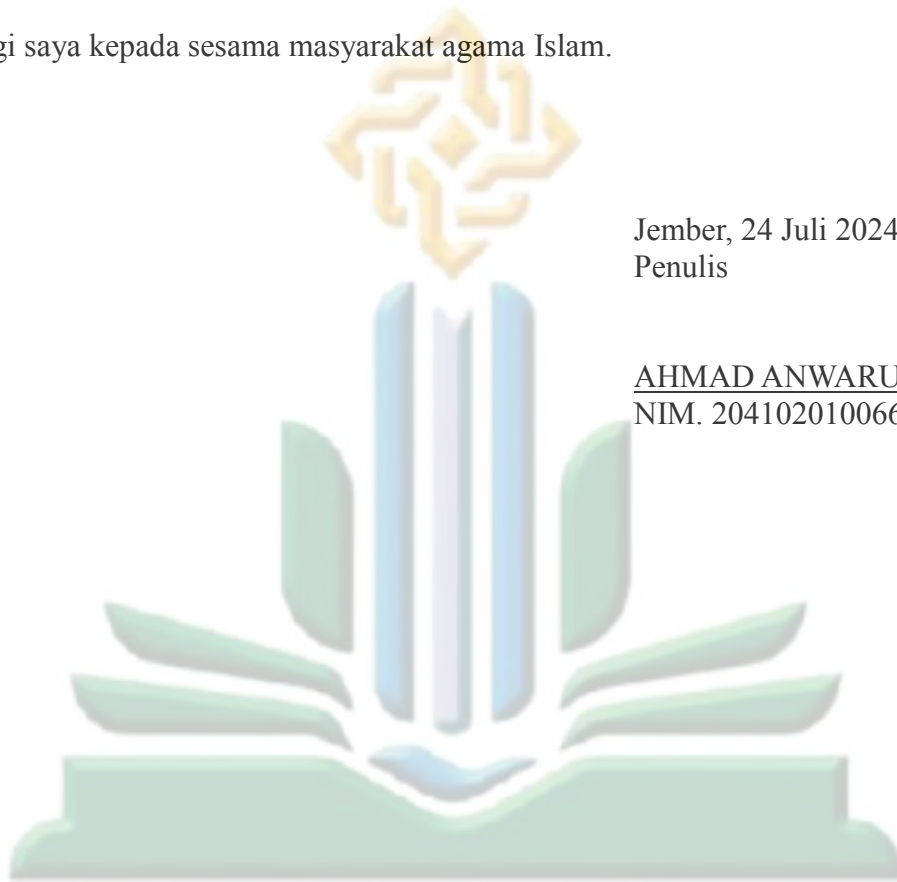 gi saya kepada sesama masyarakat agama Islam.
Jember, 24 Juli 2024
Penulis
AHMAD ANWARU
NIM. 204102010066